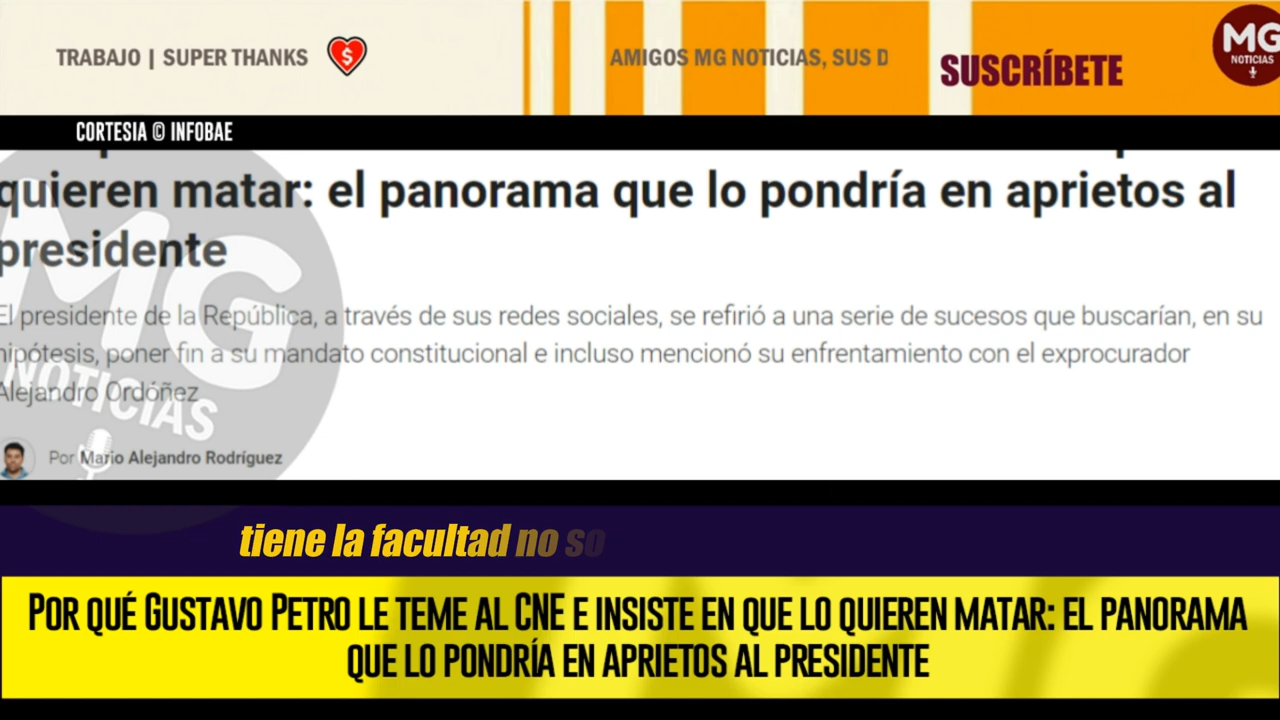 TRABAJO | SUPER THANKS
AMIGOS MG NOTICIAS, SUS D
SUSCRÍBETE
MG
NOTICIAS
CORTESIA © INFOBAE
quieren matar: el panorama que lo pondría en aprietos al
presidente
El presidente de la República, a través de sus redes sociales, se refirió a una serie de sucesos que buscarían, en su
hipótesis, poner fin a su mandato constitucional e incluso mencionó su enfrentamiento con el exprocurador
Alejandro Ordóñez
MG
NOTICIAS
Por Mario Alejandro Rodríguez
tiene la facultad no so
POR QUÉ GUSTAVO PETRO LE TEME AL CNE E INSISTE EN QUE LO QUIEREN MATAR: EL PANORAMA
QUE LO PONDRÍA EN APRIETOS AL PRESIDENTE